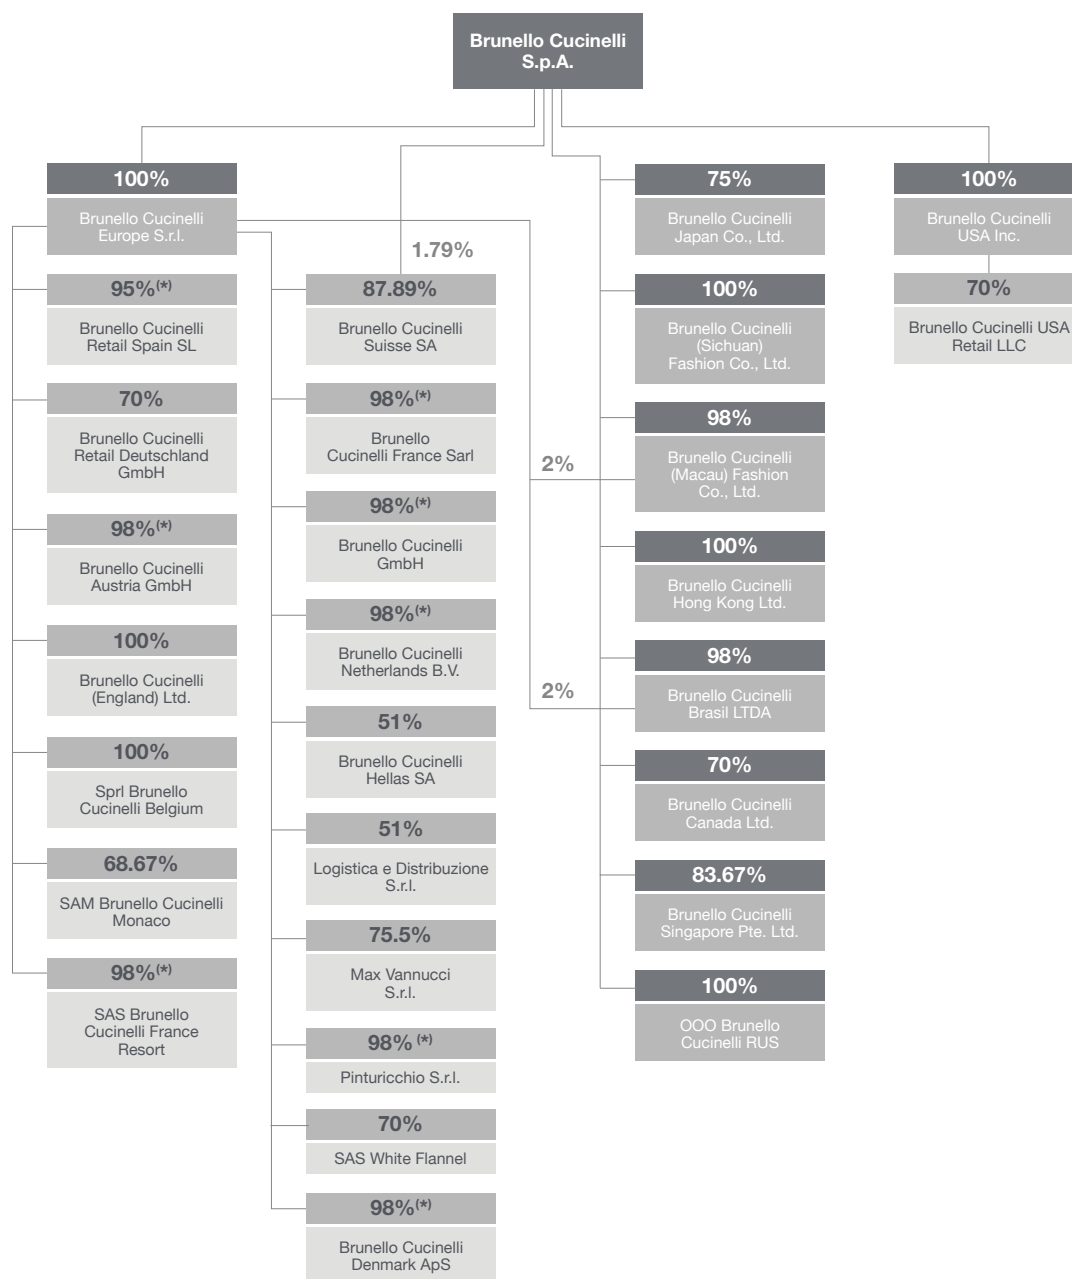 Brunello Cucinelli
S.p.A.
100%
Brunello Cucinelli
Europe S.r.l.
95%(*)
Brunello Cucinelli
Retail Spain SL
70%
Brunello Cucinelli
Retail Deutschland
GmbH
98%(*)
Brunello Cucinelli
Austria GmbH
100%
Brunello Cucinelli
(England) Ltd.
100%
Sprl Brunello
Cucinelli Belgium
68.67%
SAM Brunello Cucinelli
Monaco
98%(*)
SAS Brunello
Cucinelli France
Resort
1.79%
87.89%
Brunello Cucinelli
Suisse SA
98%(*)
Brunello
Cucinelli France Sarl
98%(*)
Brunello Cucinelli
GmbH
98%(*)
Brunello Cucinelli
Netherlands B.V.
51%
Brunello Cucinelli
Hellas SA
51%
Logistica e Distribuzione
S.r.l.
75.5%
Max Vannucci
S.r.l.
98% (*)
Pinturicchio S.r.l.
70%
SAS White Flannel
98%(*)
Brunello Cucinelli
Denmark ApS
2%
2%
75%
Brunello Cucinelli
Japan Co., Ltd.
100%
Brunello Cucinelli
(Sichuan)
Fashion Co., Ltd.
98%
Brunello Cucinelli
(Macau) Fashion
Co., Ltd.
100%
Brunello Cucinelli
Hong Kong Ltd.
98%
Brunello Cucinelli
Brasil LTDA
70%
Brunello Cucinelli
Canada Ltd.
83.67%
Brunello Cucinelli
Singapore Pte. Ltd.
100%
OOO Brunello
Cucinelli RUS
100%
Brunello Cucinelli
USA Inc.
70%
Brunello Cucinelli USA
Retail LLC